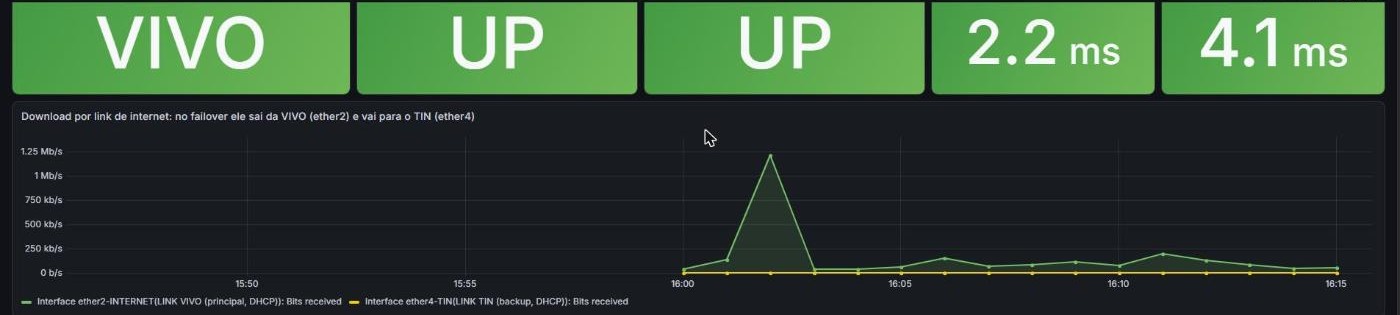 VIVO UP UP 2.2 ms 4.1 ms
Download por link de internet: no failover ele sai da VIVO (ether2) e vai para o TIN (ether4)
1.25 Mb/s
1 Mb/s
750 kb/s
500 kb/s
250 kb/s
0 b/s
15:50 15:55 16:00 16:05 16:10 16:15
Interface ether2-INTERNET(LINK VIVO (principal, DHCP)): Bits received Interface ether4-TIN(LINK TIN (backup, DHCP)): Bits received